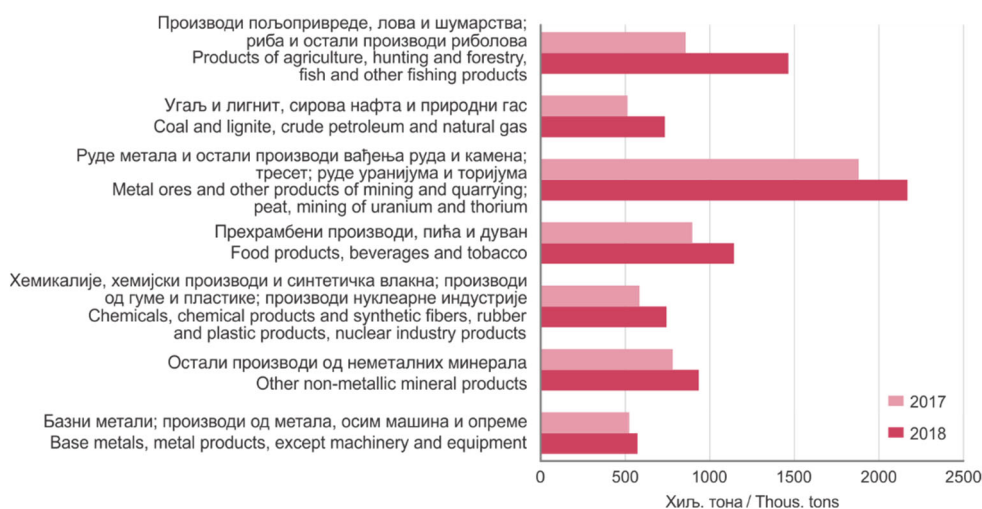 Производи пољопривреде, лова и шумарства;
риба и остали производи риболова
Products of agriculture, hunting and forestry,
fish and other fishing products
Угаљ и лигнит, сирова нафта и природни гас
Coal and lignite, crude petroleum and natural gas
Руде метала и остали производи вађења руда и камена;
тресет; руде уранијума и торијума
Metal ores and other products of mining and quarrying;
peat, mining of uranium and thorium
Прехрамбени производи, пића и дуван
Food products, beverages and tobacco
Хемикалије, хемијски производи и синтетичка влакна; производи
од гуме и пластике; производи нуклеарне индустрије
Chemicals, chemical products and synthetic fibers, rubber
and plastic products, nuclear industry products
Остали производи од неметалних минерала
Other non-metallic mineral products
Базни метали; производи од метала, осим машина и опреме
Base metals, metal products, except machinery and equipment
2017
2018
0 500 1000 1500 2000 2500
Хиљ. тона / Thous. tons